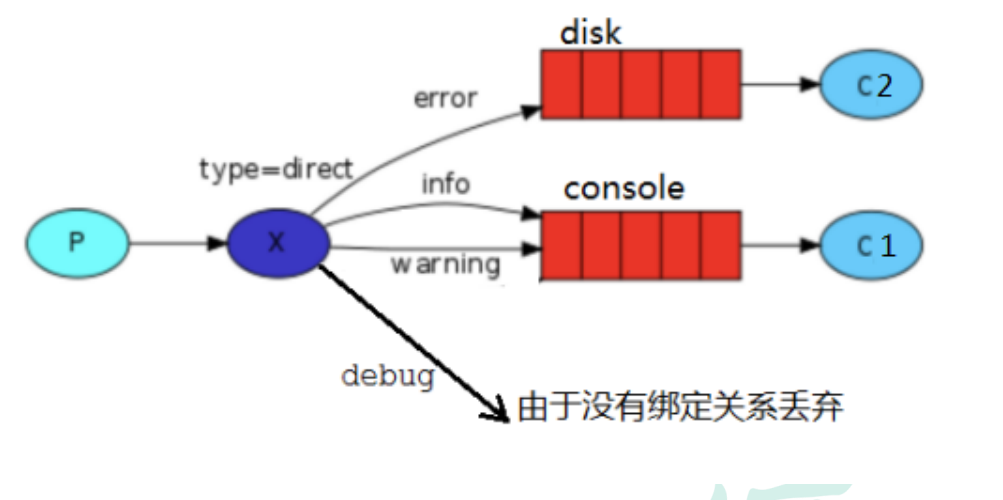 disk
error
C2
type=direct
info
console
P
X
warning
C1
debug
由于没有绑定关系丢弃